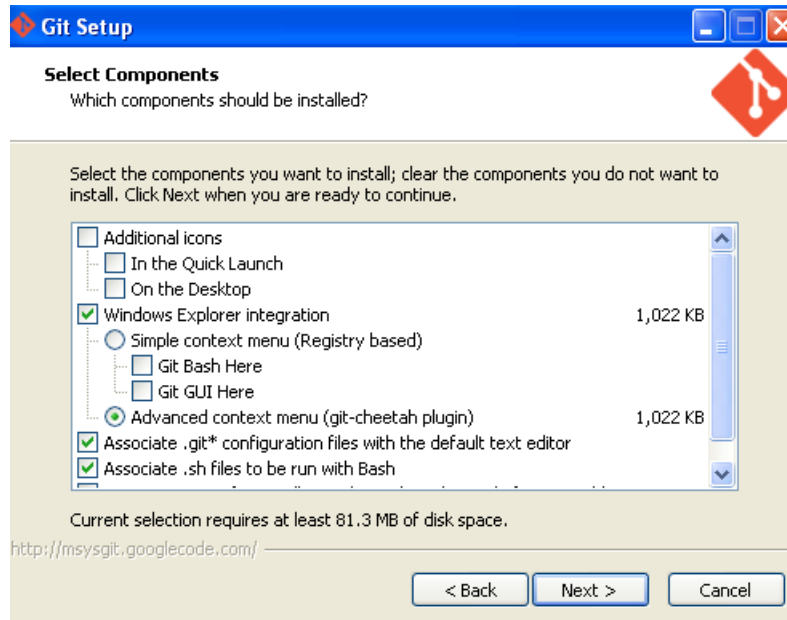 Git Setup
Select Components
Which components should be installed?
Select the components you want to install; clear the components you do not want to
install. Click Next when you are ready to continue.
Additional icons
In the Quick Launch
On the Desktop
Windows Explorer integration 1,022 KB
Simple context menu (Registry based)
Git Bash Here
Git GUI Here
Advanced context menu (git-cheetah plugin) 1,022 KB
Associate .git* configuration files with the default text editor
Associate .sh files to be run with Bash
Current selection requires at least 81.3 MB of disk space.
http://msysgit.googlecode.com/
< Back Next > Cancel